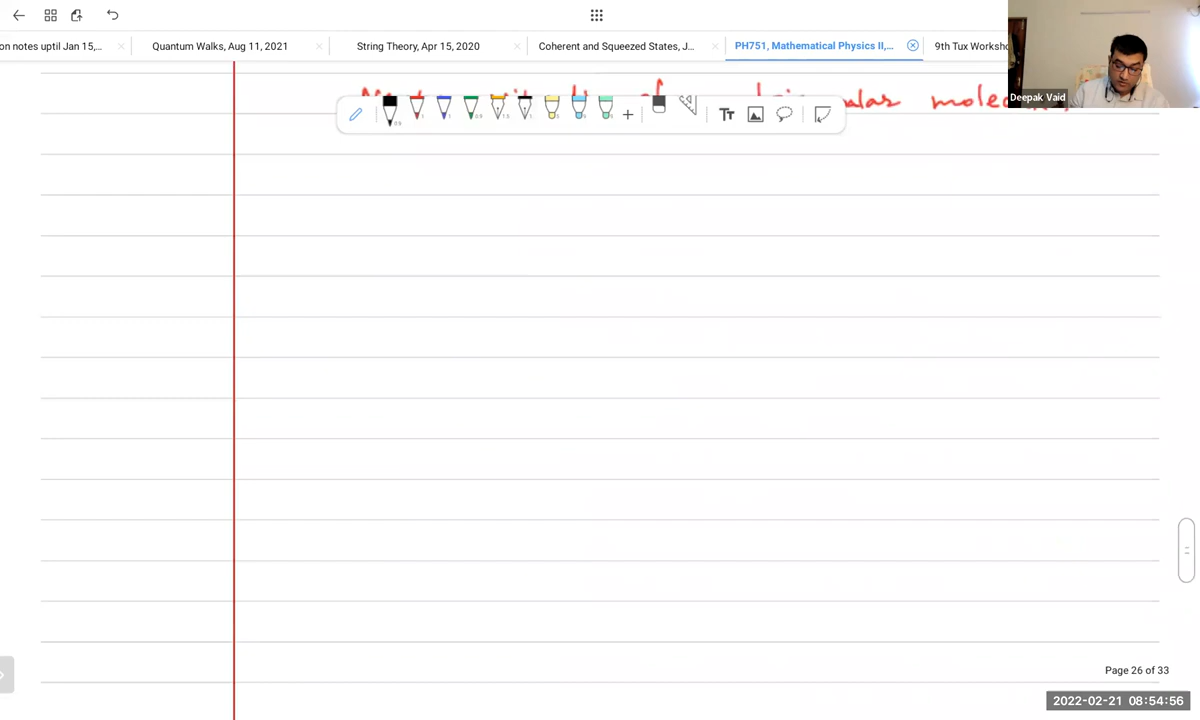 on notes uptil Jan 15,...
Quantum Walks, Aug 11, 2021
String Theory, Apr 15, 2020
Coherent and Squeezed States, J...
PH751, Mathematical Physics II,...
9th Tux Worksho
Deepak Vaid
Tt
Page 26 of 33
2022-02-21 08:54:56